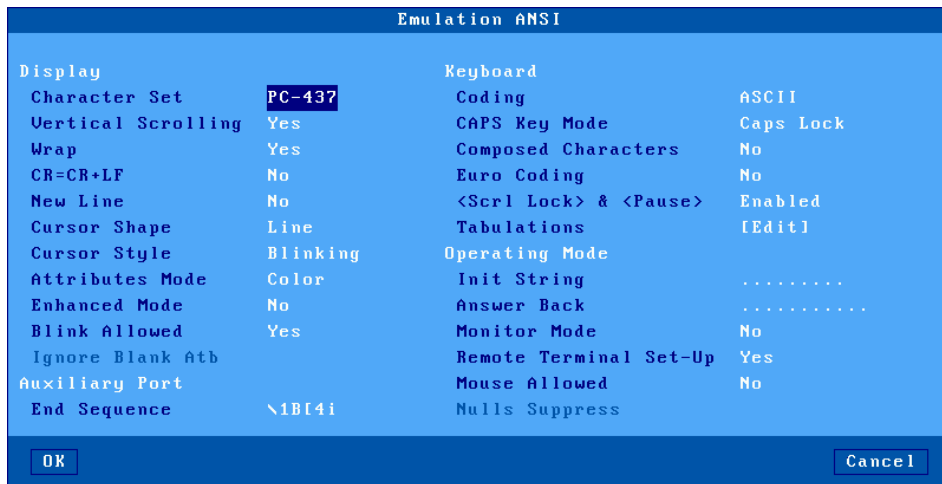 Emulation ANSI
Display
Character Set PC-437
Vertical Scrolling Yes
Wrap Yes
CR=CR+LF No
New Line No
Cursor Shape Line
Cursor Style Blinking
Attributes Mode Color
Enhanced Mode No
Blink Allowed Yes
Ignore Blank Atb
Auxiliary Port
End Sequence \1B[4i
Keyboard
Coding ASCII
CAPS Key Mode Caps Lock
Composed Characters No
Euro Coding No
<Scrl Lock> & <Pause> Enabled
Tabulations [Edit]
Operating Mode
Init String .........
Answer Back ...........
Monitor Mode No
Remote Terminal Set-Up Yes
Mouse Allowed No
Nulls Suppress
OK Cancel